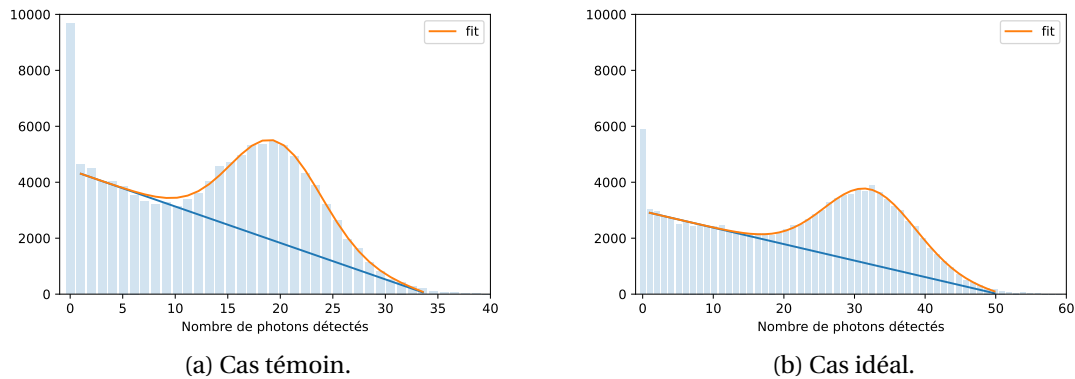 10000
8000
6000
4000
2000
0
0 5 10 15 20 25 30 35 40
Nombre de photons détectés
fit
(a) Cas témoin.
10000
8000
6000
4000
2000
0
0 10 20 30 40 50 60
Nombre de photons détectés
fit
(b) Cas idéal.